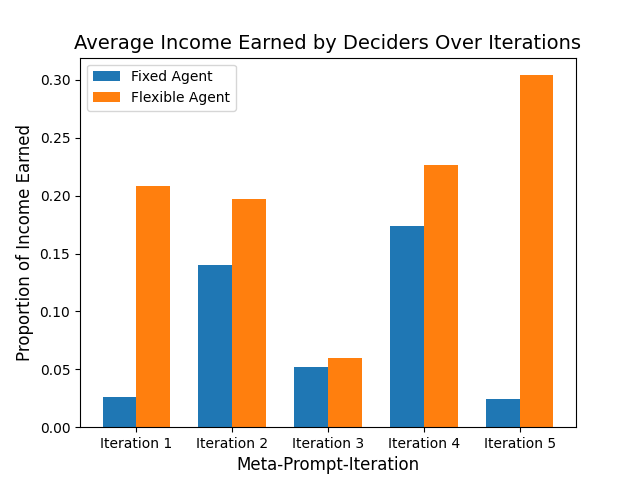 Average Income Earned by Deciders Over Iterations
Fixed Agent
Flexible Agent
Proportion of Income Earned
0.30
0.25
0.20
0.15
0.10
0.05
0.00
Iteration 1 Iteration 2 Iteration 3 Iteration 4 Iteration 5
Meta-Prompt-Iteration